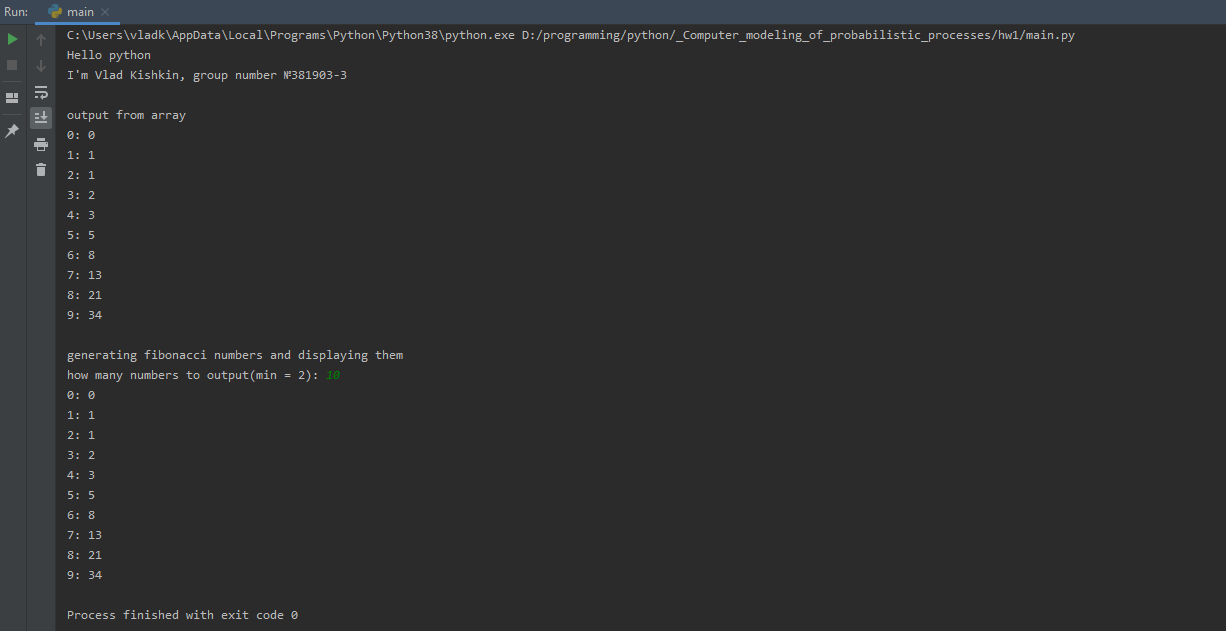 Run: main
C:\Users\vladk\AppData\Local\Programs\Python\Python38\python.exe D:/programming/python/_Computer_modeling_of_probabilistic_processes/hw1/main.py
Hello python
I'm Vlad Kishkin, group number №381903-3
output from array
0: 0
1: 1
2: 1
3: 2
4: 3
5: 5
6: 8
7: 13
8: 21
9: 34
generating fibonacci numbers and displaying them
how many numbers to output(min = 2): 10
0: 0
1: 1
2: 1
3: 2
4: 3
5: 5
6: 8
7: 13
8: 21
9: 34
Process finished with exit code 0